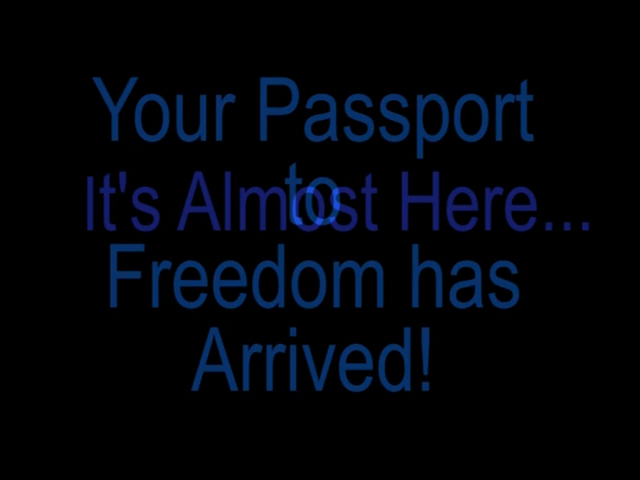 Your Passport
to
It's Almost Here...
Freedom has
Arrived!